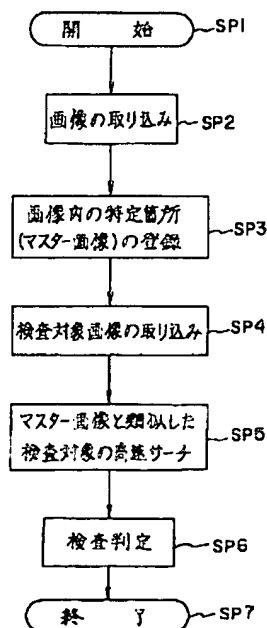 開 始 SP1
画像の取り込み SP2
画像内の特定箇所
(マスター画像)の登録 SP3
検査対象画像の取り込み SP4
マスター画像と類似した
検査対象の高速サーチ SP5
検査判定 SP6
終 了 SP7